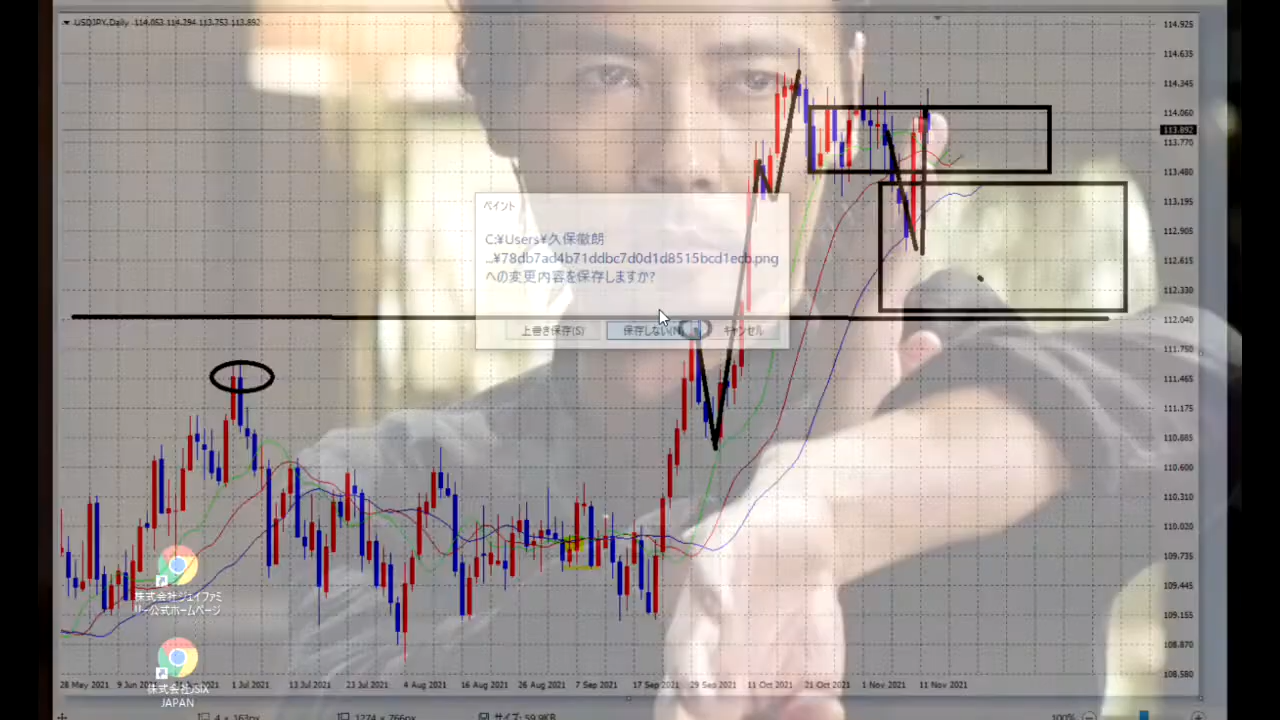 USDJPY,Daily 114.053 114.294 113.753 113.892
114.925
114.635
114.345
114.060
113.892
113.770
113.480
113.195
112.905
112.615
112.330
112.040
111.750
111.465
111.175
110.885
110.600
110.310
110.020
109.735
109.445
109.155
108.870
108.580
ペイント
C:¥Users¥久保徹朗
...¥78db7ad4b71ddbc7d0d1d8515bcd1ecb.png
への変更内容を保存しますか?
上書き保存(S)
保存しない(N)
キャンセル
株式会社ジェイファミ
リー公式ホームページ
株式会社JSIX
JAPAN
28 May 2021
9 Jun
1 Jul 2021
13 Jul 2021
23 Jul 2021
4 Aug 2021
16 Aug 2021
26 Aug 2021
7 Sep 2021
17 Sep 2021
29 Sep 2021
11 Oct 2021
21 Oct 2021
1 Nov 2021
11 Nov 2021
4 × 163px
1274 × 766px
サイズ: 59.9KB
100%